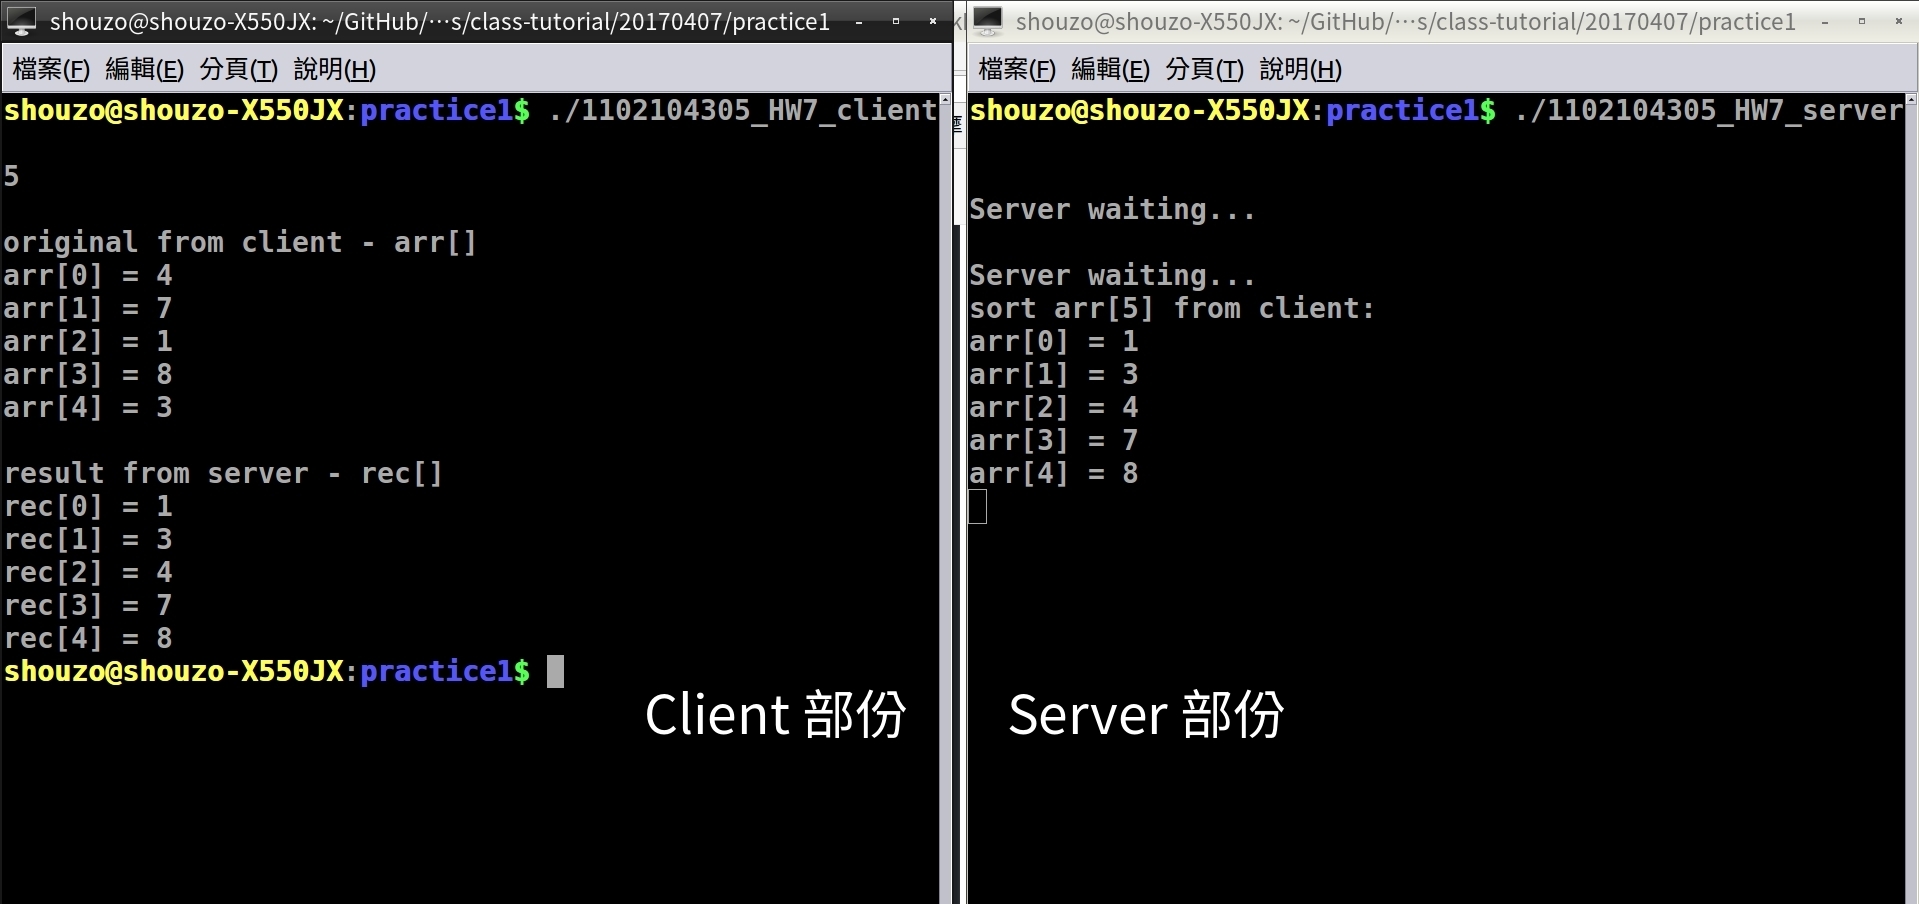 shouzo@shouzo-X550JX: ~/GitHub/···s/class-tutorial/20170407/practice1
檔案(F) 編輯(E) 分頁(T) 說明(H)
shouzo@shouzo-X550JX:practice1$ ./1102104305_HW7_client
5
original from client - arr[]
arr[0] = 4
arr[1] = 7
arr[2] = 1
arr[3] = 8
arr[4] = 3
result from server - rec[]
rec[0] = 1
rec[1] = 3
rec[2] = 4
rec[3] = 7
rec[4] = 8
shouzo@shouzo-X550JX:practice1$
Client 部份
shouzo@shouzo-X550JX: ~/GitHub/···s/class-tutorial/20170407/practice1
檔案(F) 編輯(E) 分頁(T) 說明(H)
shouzo@shouzo-X550JX:practice1$ ./1102104305_HW7_server
Server waiting...
Server waiting...
sort arr[5] from client:
arr[0] = 1
arr[1] = 3
arr[2] = 4
arr[3] = 7
arr[4] = 8
Server 部份